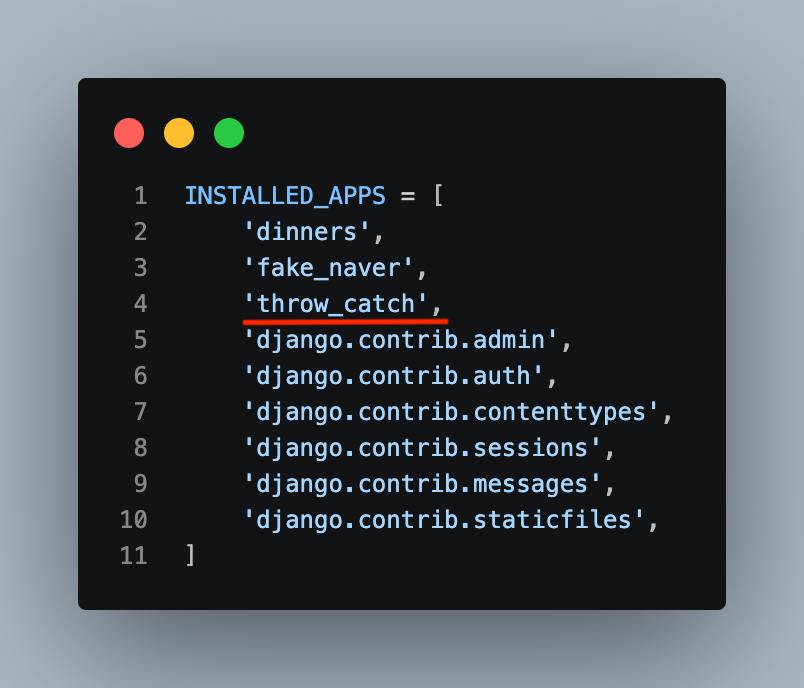 1 INSTALLED_APPS = [
2 'dinners',
3 'fake_naver',
4 'throw_catch',
5 'django.contrib.admin',
6 'django.contrib.auth',
7 'django.contrib.contenttypes',
8 'django.contrib.sessions',
9 'django.contrib.messages',
10 'django.contrib.staticfiles',
11 ]